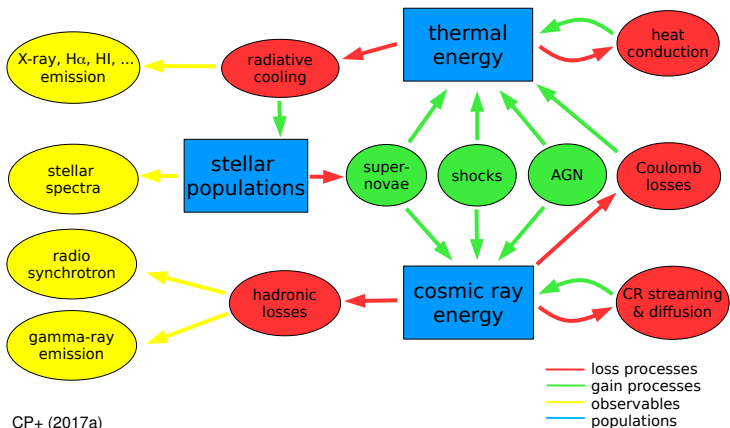 X-ray, Hα, HI, ...
emission
radiative
cooling
thermal
energy
heat
conduction
stellar
spectra
stellar
populations
super-
novae
shocks
AGN
Coulomb
losses
radio
synchrotron
gamma-ray
emission
hadronic
losses
cosmic ray
energy
CR streaming
& diffusion
loss processes
gain processes
observables
populations
CP+ (2017a)